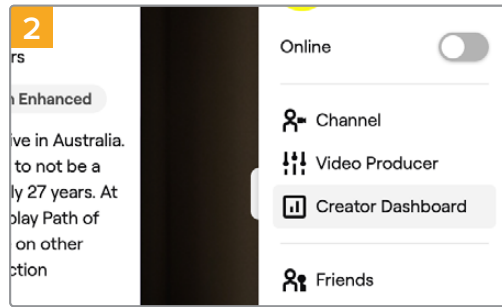 2
rs
Enhanced
ive in Australia.
to not be a
ly 27 years. At
play Path of
on other
ction
Online
Channel
Video Producer
Creator Dashboard
Friends